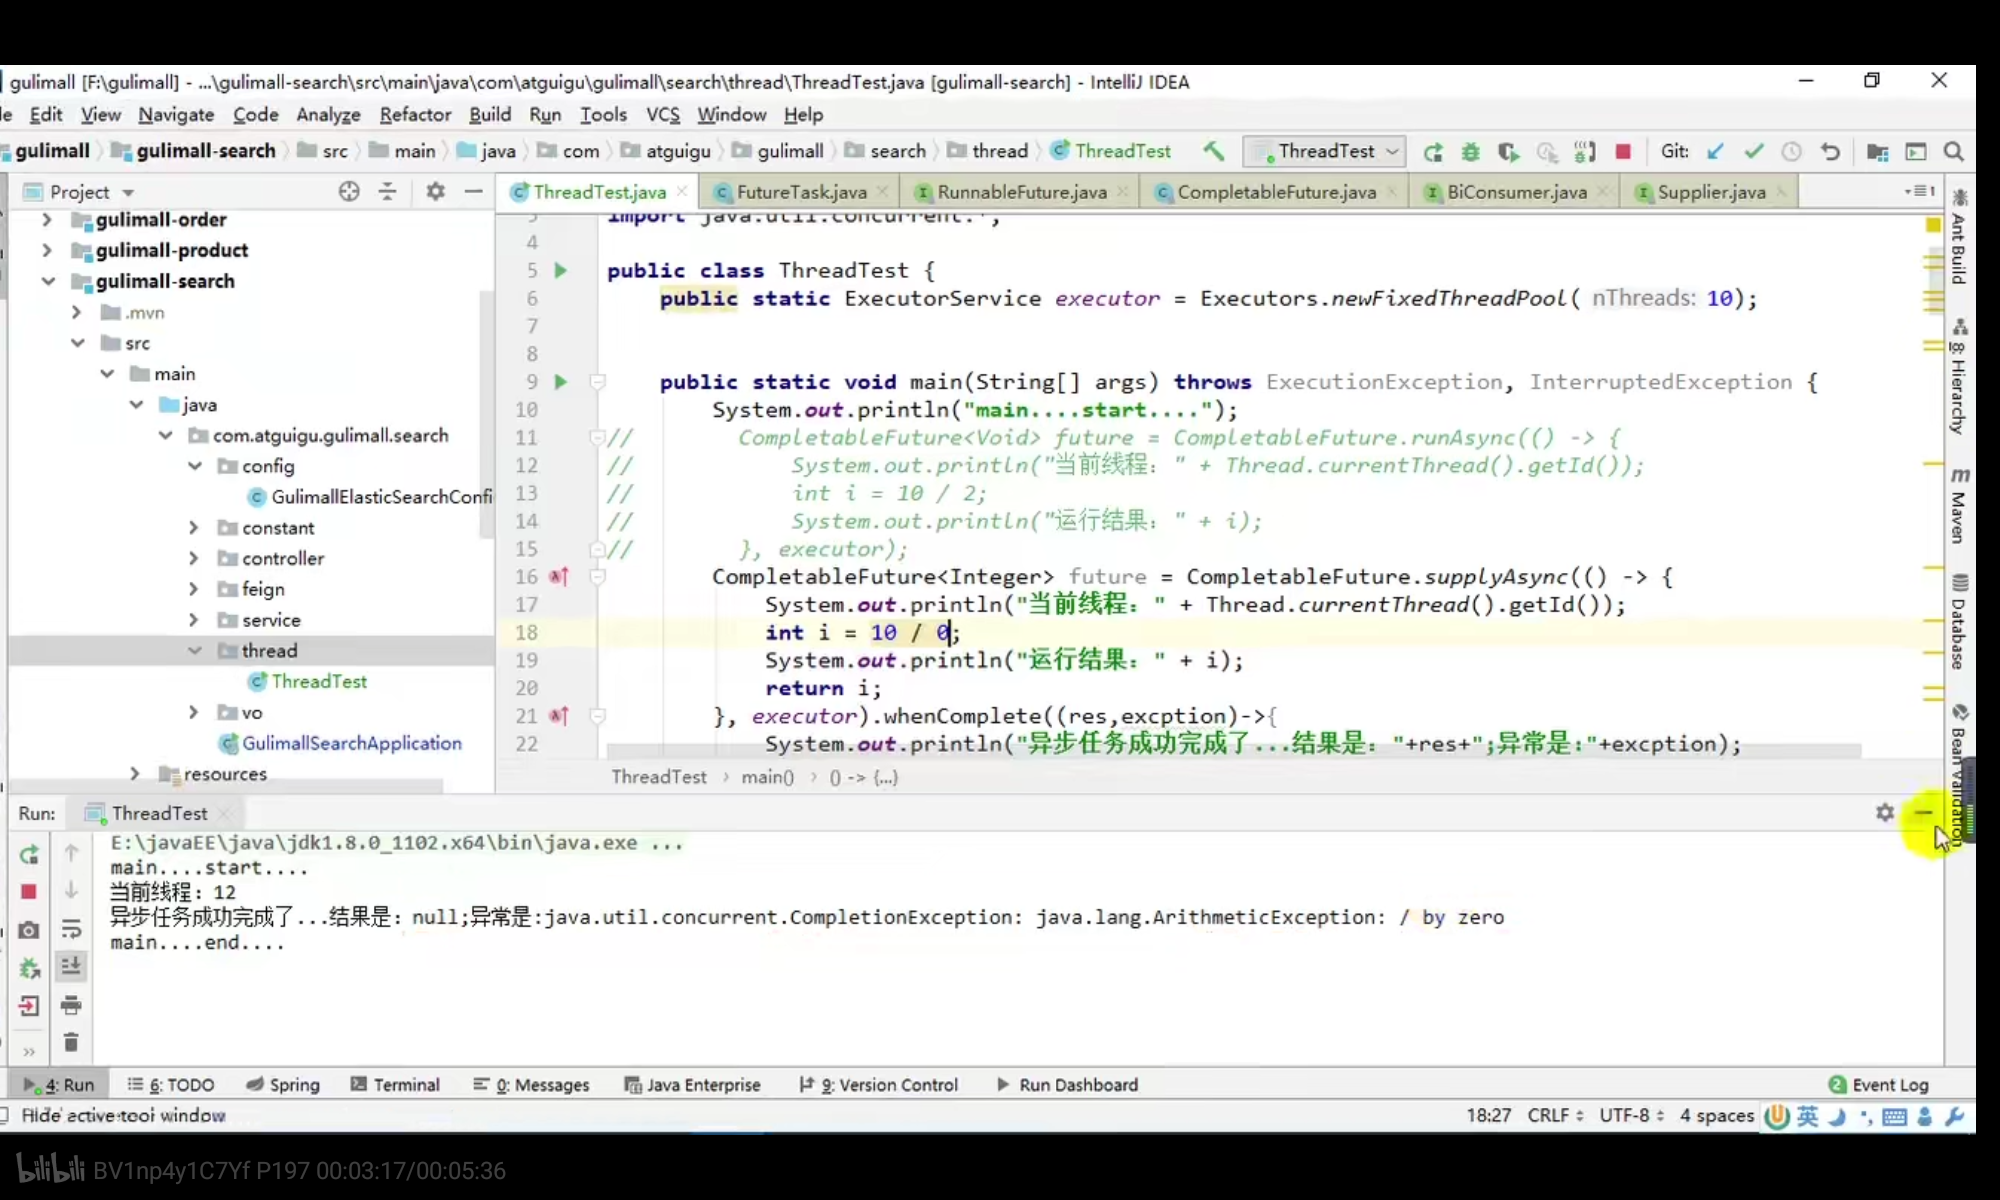 gulimall [F:\gulimall] - ...\gulimall-search\src\main\java\com\atguigu\gulimall\search\thread\ThreadTest.java [gulimall-search] - IntelliJ IDEA
Edit View Navigate Code Analyze Refactor Build Run Tools VCS Window Help
gulimall gulimall-search src main java com atguigu gulimall search thread ThreadTest ThreadTest Git:
Project
ThreadTest.java FutureTask.java RunnableFuture.java CompletableFuture.java BiConsumer.java Supplier.java 1
gulimall-order
gulimall-product
gulimall-search
.mvn
src
main
java
com.atguigu.gulimall.search
config
GulimallElasticSearchConfi
constant
controller
feign
service
thread
ThreadTest
vo
GulimallSearchApplication
resources
3 import java.util.concurrent.*;
4
5 public class ThreadTest {
6 public static ExecutorService executor = Executors.newFixedThreadPool( nThreads: 10);
7
8
9 public static void main(String[] args) throws ExecutionException, InterruptedException {
10 System.out.println("main....start....");
11 // CompletableFuture<Void> future = CompletableFuture.runAsync(() -> {
12 // System.out.println("当前线程：" + Thread.currentThread().getId());
13 // int i = 10 / 2;
14 // System.out.println("运行结果：" + i);
15 // }, executor);
16 CompletableFuture<Integer> future = CompletableFuture.supplyAsync(() -> {
17 System.out.println("当前线程：" + Thread.currentThread().getId());
18 int i = 10 / 0;
19 System.out.println("运行结果：" + i);
20 return i;
21 }, executor).whenComplete((res,excption)->{
22 System.out.println("异步任务成功完成了...结果是："+res+";异常是:"+excption);
ThreadTest main() () -> {...}
Ant Build
8: Hierarchy
Maven
Database
Bean Validation
Run: ThreadTest
E:\javaEE\java\jdk1.8.0_1102.x64\bin\java.exe ...
main....start....
当前线程：12
异步任务成功完成了...结果是：null;异常是:java.util.concurrent.CompletionException: java.lang.ArithmeticException: / by zero
main....end....
4: Run 6: TODO Spring Terminal 0: Messages Java Enterprise 9: Version Control Run Dashboard 2 Event Log
Hide active tool window 18:27 CRLF UTF-8 4 spaces 英
bilibili BV1np4y1C7Yf P197 00:03:17/00:05:36